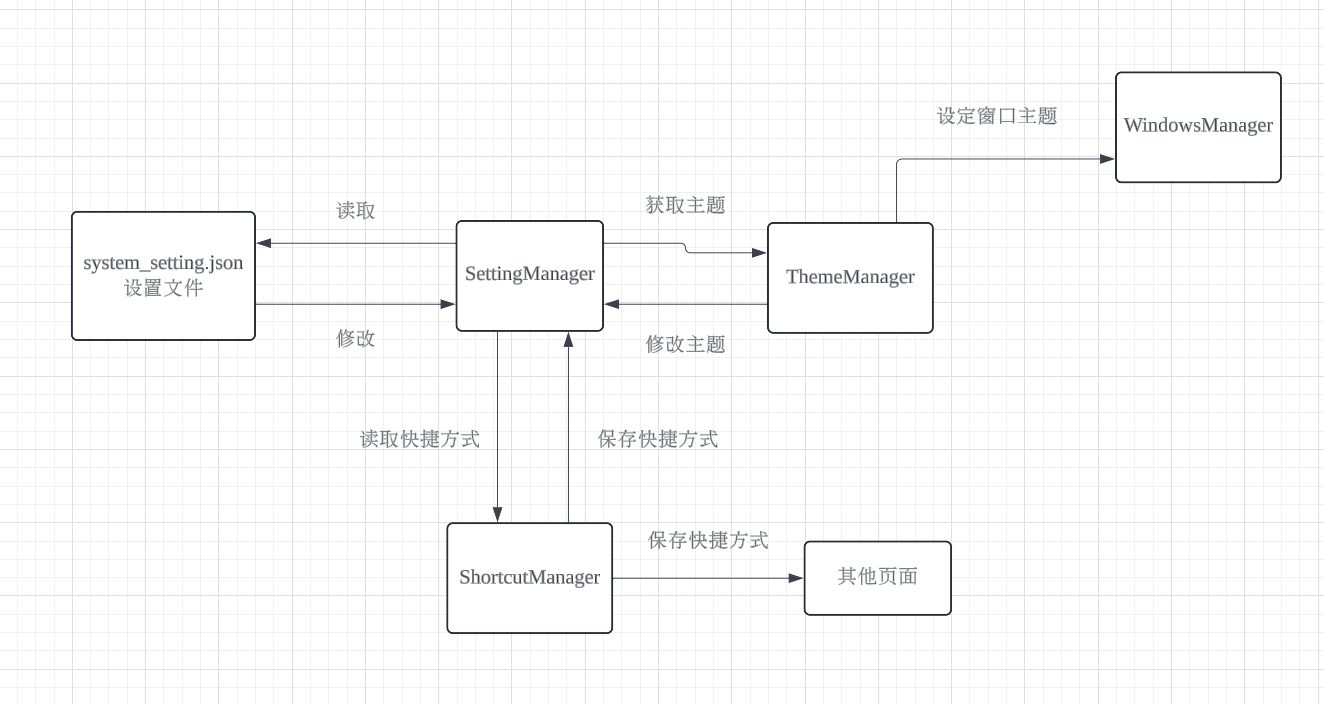 设定窗口主题
WindowsManager
读取
获取主题
system_setting.json
设置文件
SettingManager
ThemeManager
修改
修改主题
读取快捷方式
保存快捷方式
ShortcutManager
保存快捷方式
其他页面